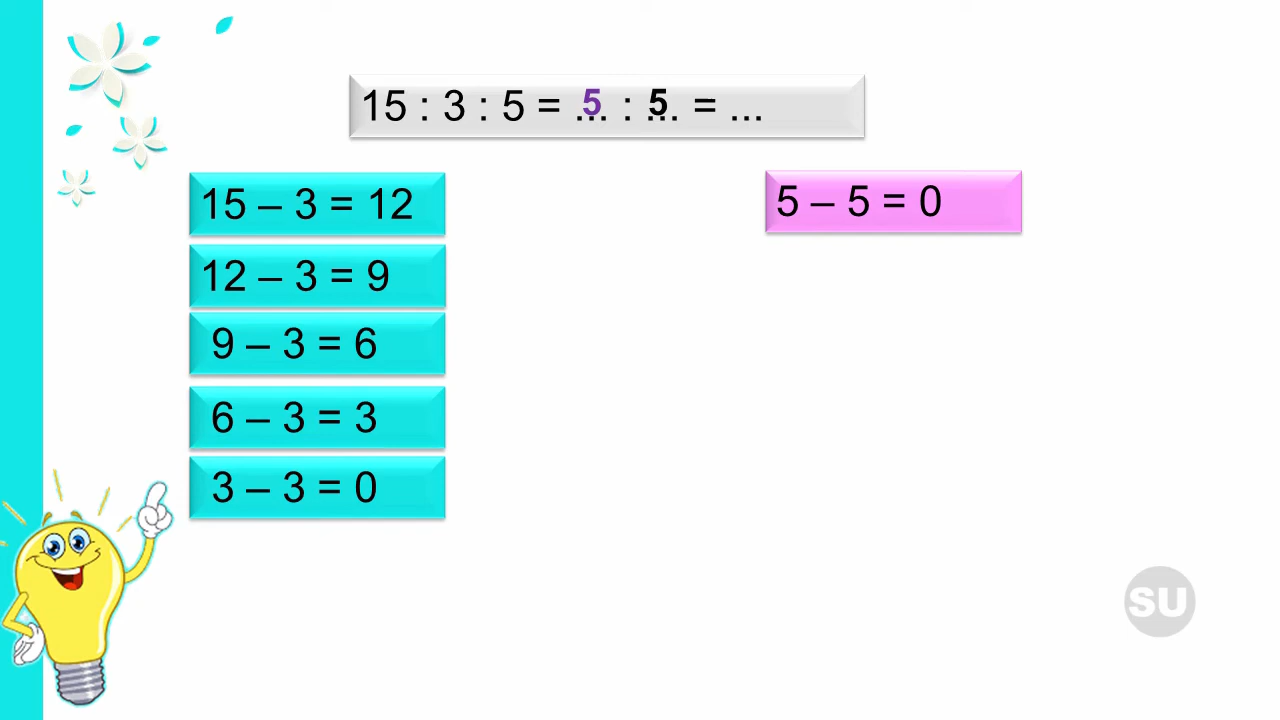 15 : 3 : 5 = 5... : 5... = ...
15 – 3 = 12
5 – 5 = 0
12 – 3 = 9
9 – 3 = 6
6 – 3 = 3
3 – 3 = 0
SU